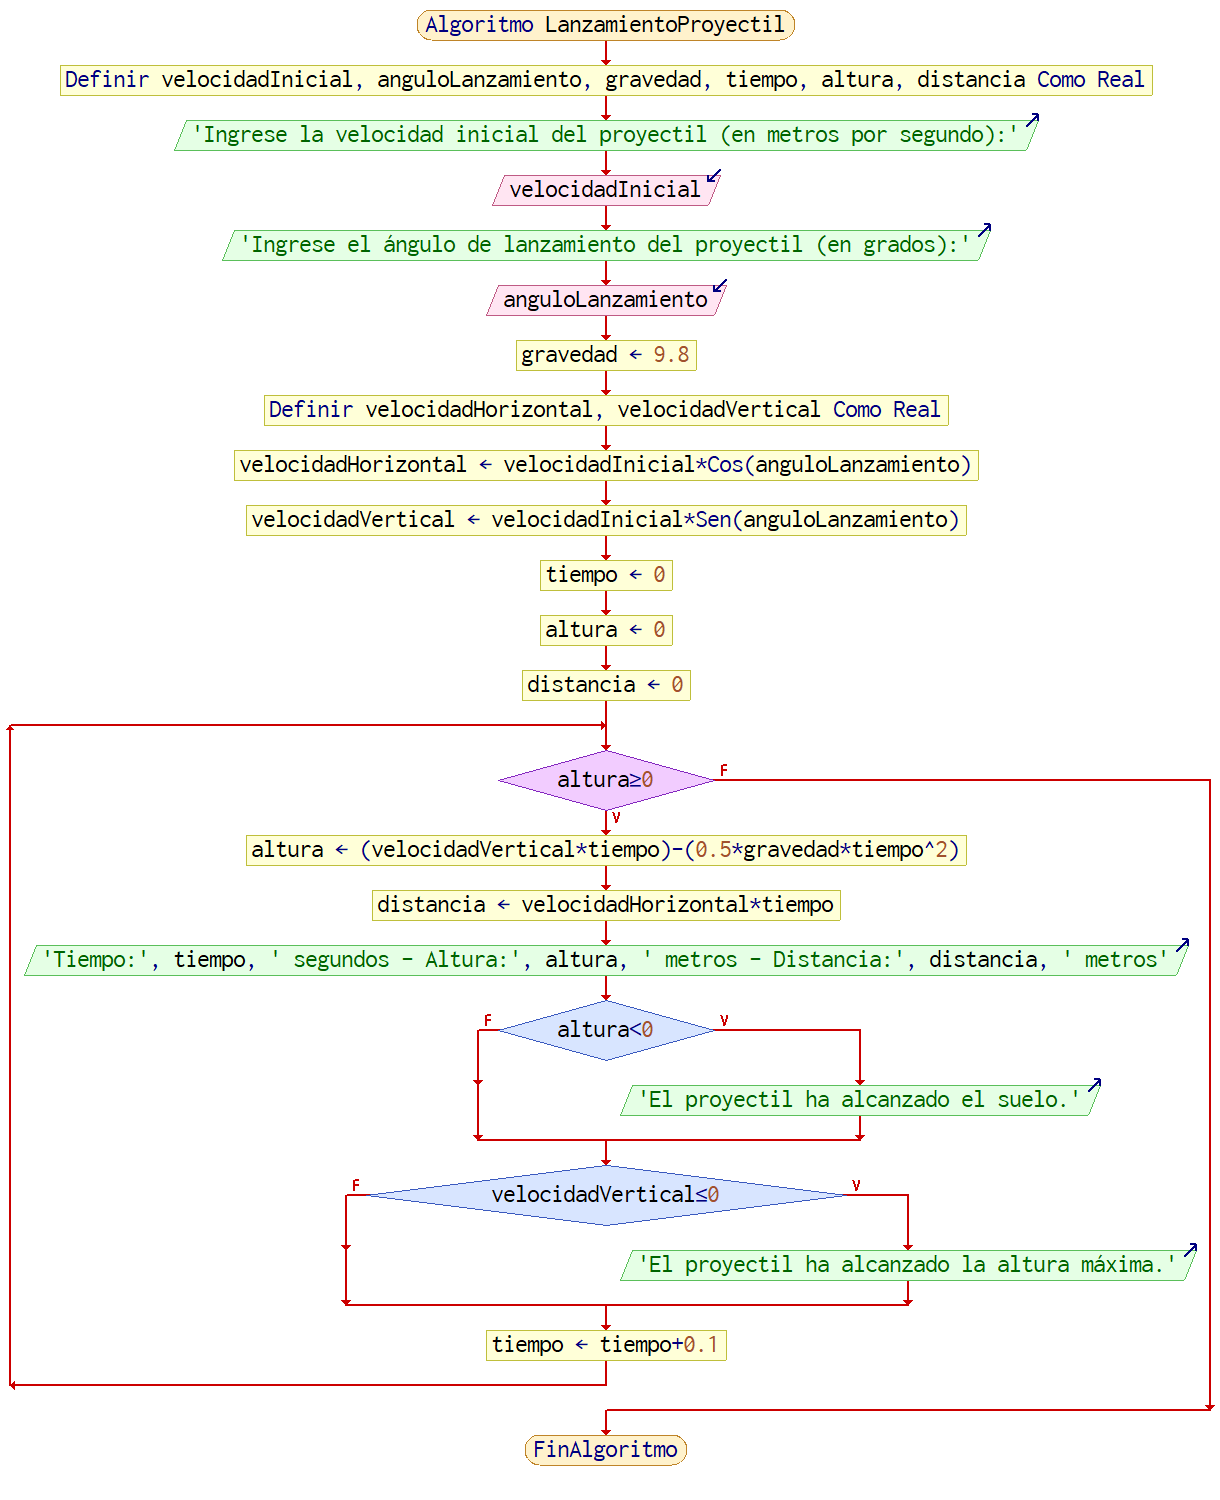 Algoritmo LanzamientoProyectil
Definir velocidadInicial, anguloLanzamiento, gravedad, tiempo, altura, distancia Como Real
'Ingrese la velocidad inicial del proyectil (en metros por segundo):'
velocidadInicial
'Ingrese el ángulo de lanzamiento del proyectil (en grados):'
anguloLanzamiento
gravedad ← 9.8
Definir velocidadHorizontal, velocidadVertical Como Real
velocidadHorizontal ← velocidadInicial*Cos(anguloLanzamiento)
velocidadVertical ← velocidadInicial*Sen(anguloLanzamiento)
tiempo ← 0
altura ← 0
distancia ← 0
altura≥0
F
V
altura ← (velocidadVertical*tiempo)-(0.5*gravedad*tiempo^2)
distancia ← velocidadHorizontal*tiempo
'Tiempo:', tiempo, ' segundos - Altura:', altura, ' metros - Distancia:', distancia, ' metros'
F
altura<0
V
'El proyectil ha alcanzado el suelo.'
F
velocidadVertical≤0
V
'El proyectil ha alcanzado la altura máxima.'
tiempo ← tiempo+0.1
FinAlgoritmo